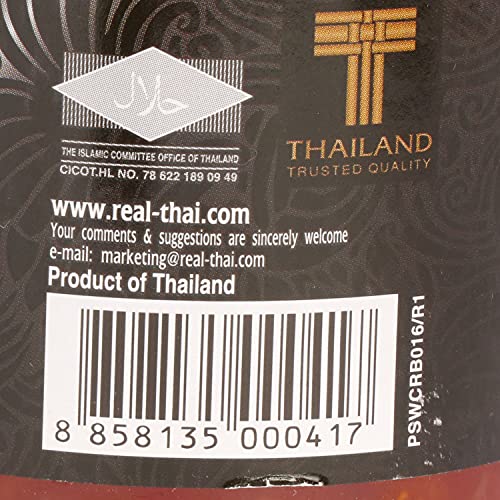 حلال
THE ISLAMIC COMMITTEE OFFICE OF THAILAND
CICOT.HL NO. 78 622 189 09 49
THAILAND
TRUSTED QUALITY
www.real-thai.com
Your comments & suggestions are sincerely welcome
e-mail: marketing@real-thai.com
Product of Thailand
8 858135 000417
PSWCRB016/R1